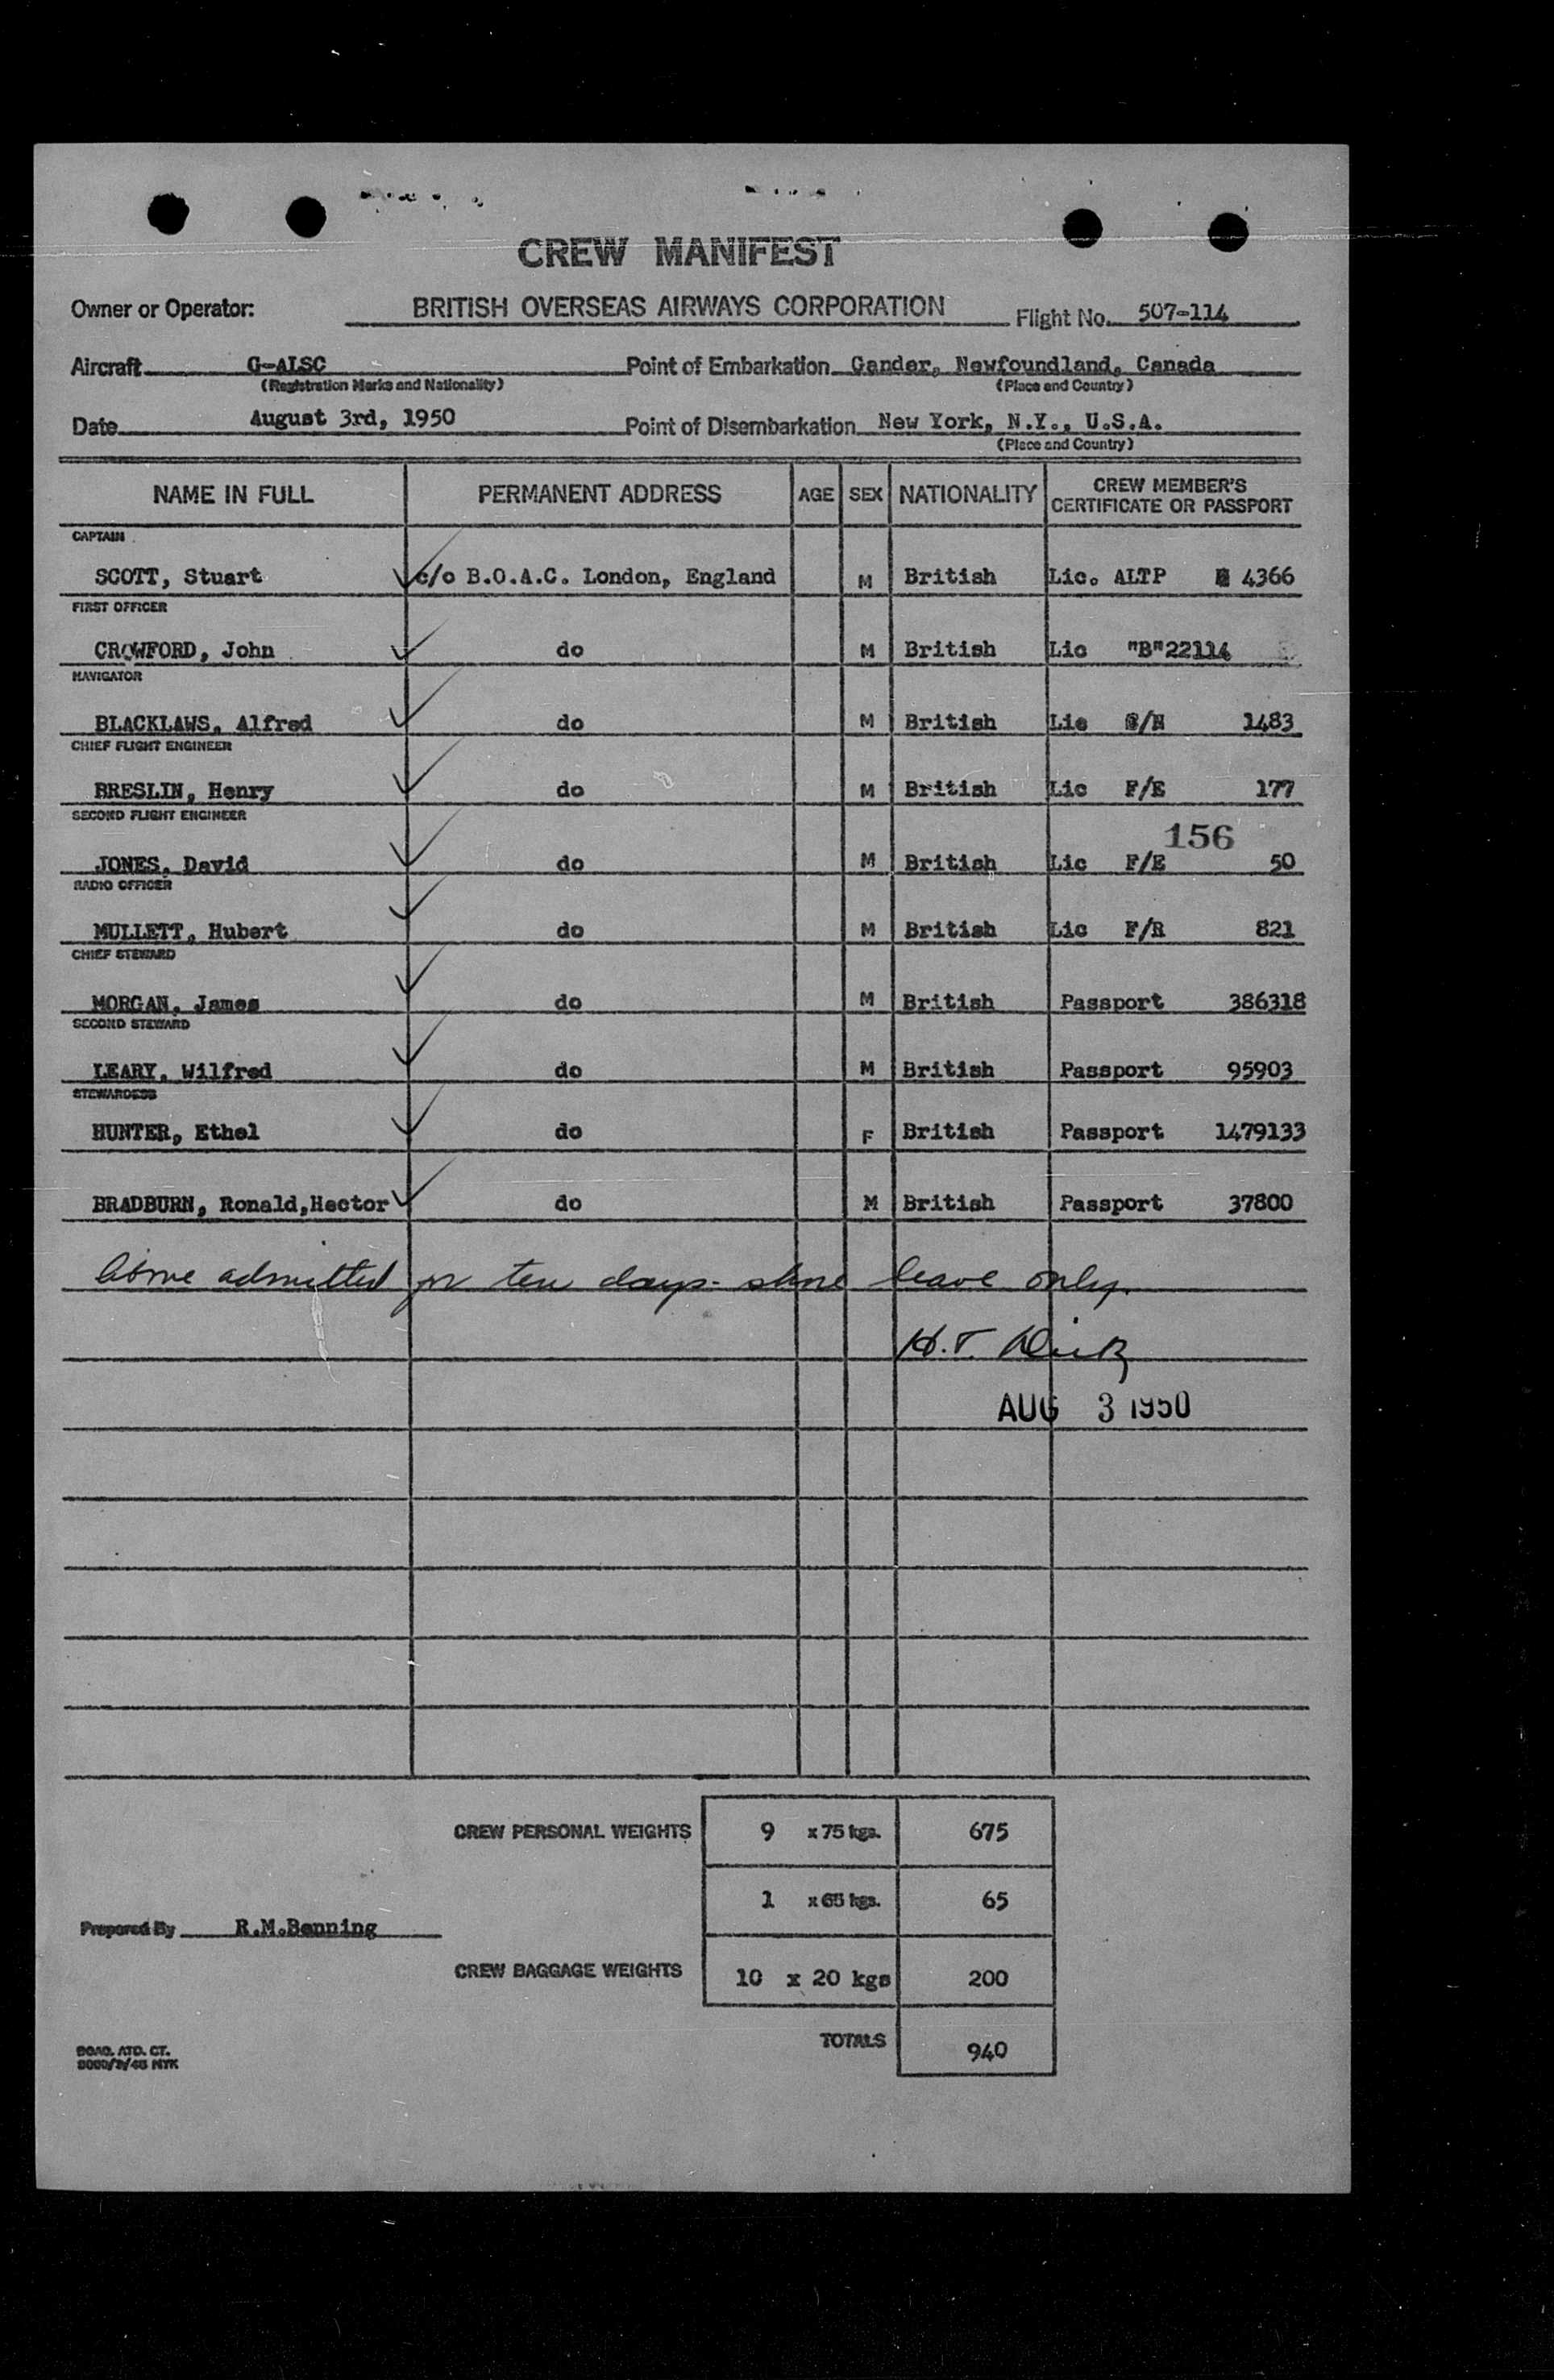 CREW MANIFEST
Owner or Operator: BRITISH OVERSEAS AIRWAYS CORPORATION Flight No. 507-114
Aircraft G-ALSC Point of Embarkation Gander, Newfoundland, Canada
(Registration Marks and Nationality) (Place and Country)
Date August 3rd, 1950 Point of Disembarkation New York, N.Y., U.S.A.
(Place and Country)
NAME IN FULL PERMANENT ADDRESS AGE SEX NATIONALITY CREW MEMBER'S CERTIFICATE OR PASSPORT
CAPTAIN
SCOTT, Stuart c/o B.O.A.C. London, England M British Lic. ALTP 4366
FIRST OFFICER
CROWFORD, John do M British Lic "B"22114
NAVIGATOR
BLACKLAWS, Alfred do M British Lic 1483
CHIEF FLIGHT ENGINEER
BRESLIN, Henry do M British Lic F/E 177
SECOND FLIGHT ENGINEER
156
JONES, David do M British Lic F/E 50
RADIO OFFICER
MULLETT, Hubert do M British Lic F/R 821
CHIEF STEWARD
MORGAN, James do M British Passport 386318
SECOND STEWARD
LEARY, Wilfred do M British Passport 95903
STEWARDESS
HUNTER, Ethel do F British Passport 1479133
BRADBURN, Ronald,Hector do M British Passport 37800
Above admitted for ten days- shore leave only.
H.T.
AUG 3 1950
CREW PERSONAL WEIGHTS 9 x 75 kgs. 675
1 x 65 kgs. 65
Prepared By R.M.Benning
CREW BAGGAGE WEIGHTS 10 x 20 kgs 200
TOTALS 940
BOAC. ATD. CT.
NYK